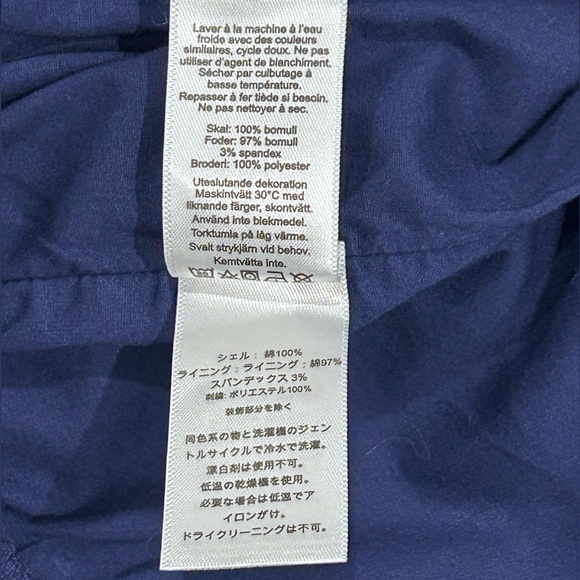 Laver à la machine à l'eau
froide avec des couleurs
similaires, cycle doux. Ne pas
utiliser d'agent de blanchiment.
Sécher par culbutage à
basse température.
Repasser à fer tiède si besoin.
Ne pas nettoyer à sec.
Skal: 100% bomull
Foder: 97% bomull
3% spandex
Broderi: 100% polyester
Uteslutande dekoration
Maskintvätt 30°C med
liknande färger, skontvätt.
Använd inte blekmedel.
Torktumla på låg värme.
Svalt strykjärn vid behov.
Kemtvätta inte.
シェル： 綿100%
ライニング：ライニング：綿97%
スパンデックス 3%
刺繍: ポリエステル100%
装飾部分を除く
同色系の物と洗濯機のジェン
トルサイクルで冷水で洗濯。
漂白剤は使用不可。
低温の乾燥機を使用。
必要な場合は低温でア
イロンがけ。
ドライクリーニングは不可。